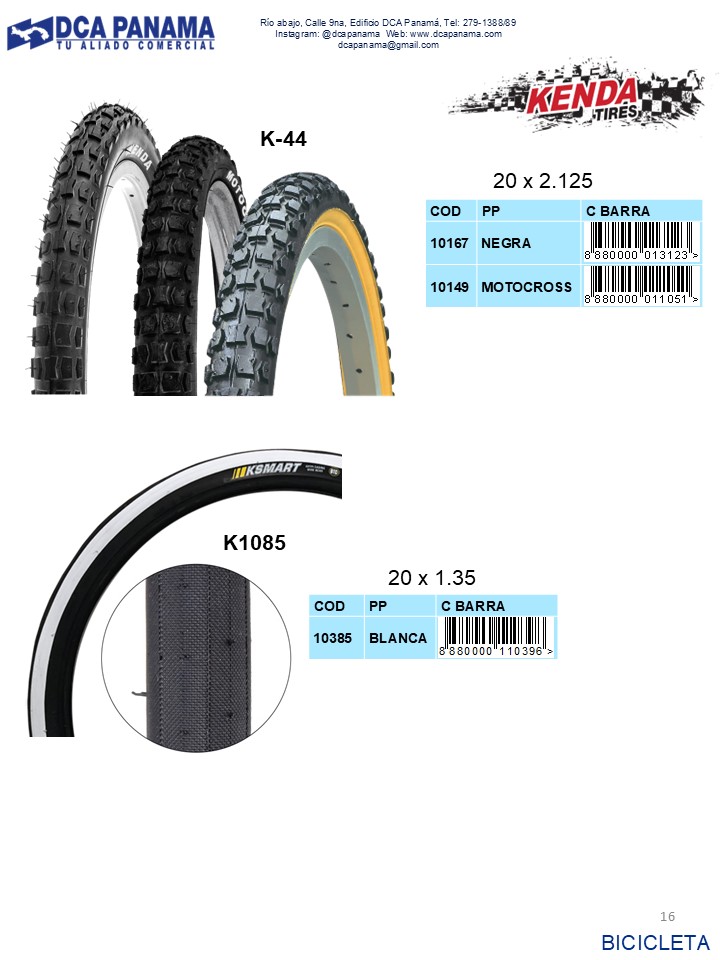 DCA PANAMA
TU ALIADO COMERCIAL
Río abajo, Calle 9na, Edificio DCA Panamá, Tel: 279-1388/89
Instagram: @dcapanama Web: www.dcapanama.com
dcapanama@gmail.com
KENDA
TIRES
K-44
KENDA
20 x 2.125
COD PP C BARRA
10167 NEGRA
8 880000 013123 >
10149 MOTOCROSS
8 880000 011051 >
KSMART
K1085
20 x 1.35
COD PP C BARRA
10385 BLANCA
8 880000 110396 >
16
BICICLETA